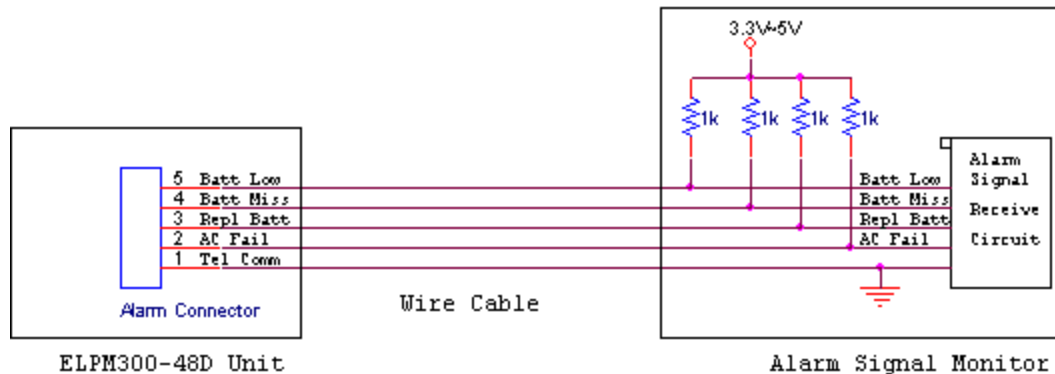 3.3V~5V
1k 1k 1k 1k
5 Batt Low
4 Batt Miss
3 Repl Batt
2 AC Fail
1 Tel Comm
Alarm Connector
ELPM300-48D Unit
Wire Cable
Batt Low
Batt Miss
Repl Batt
AC Fail
Alarm
Signal
Receive
Circuit
Alarm Signal Monitor